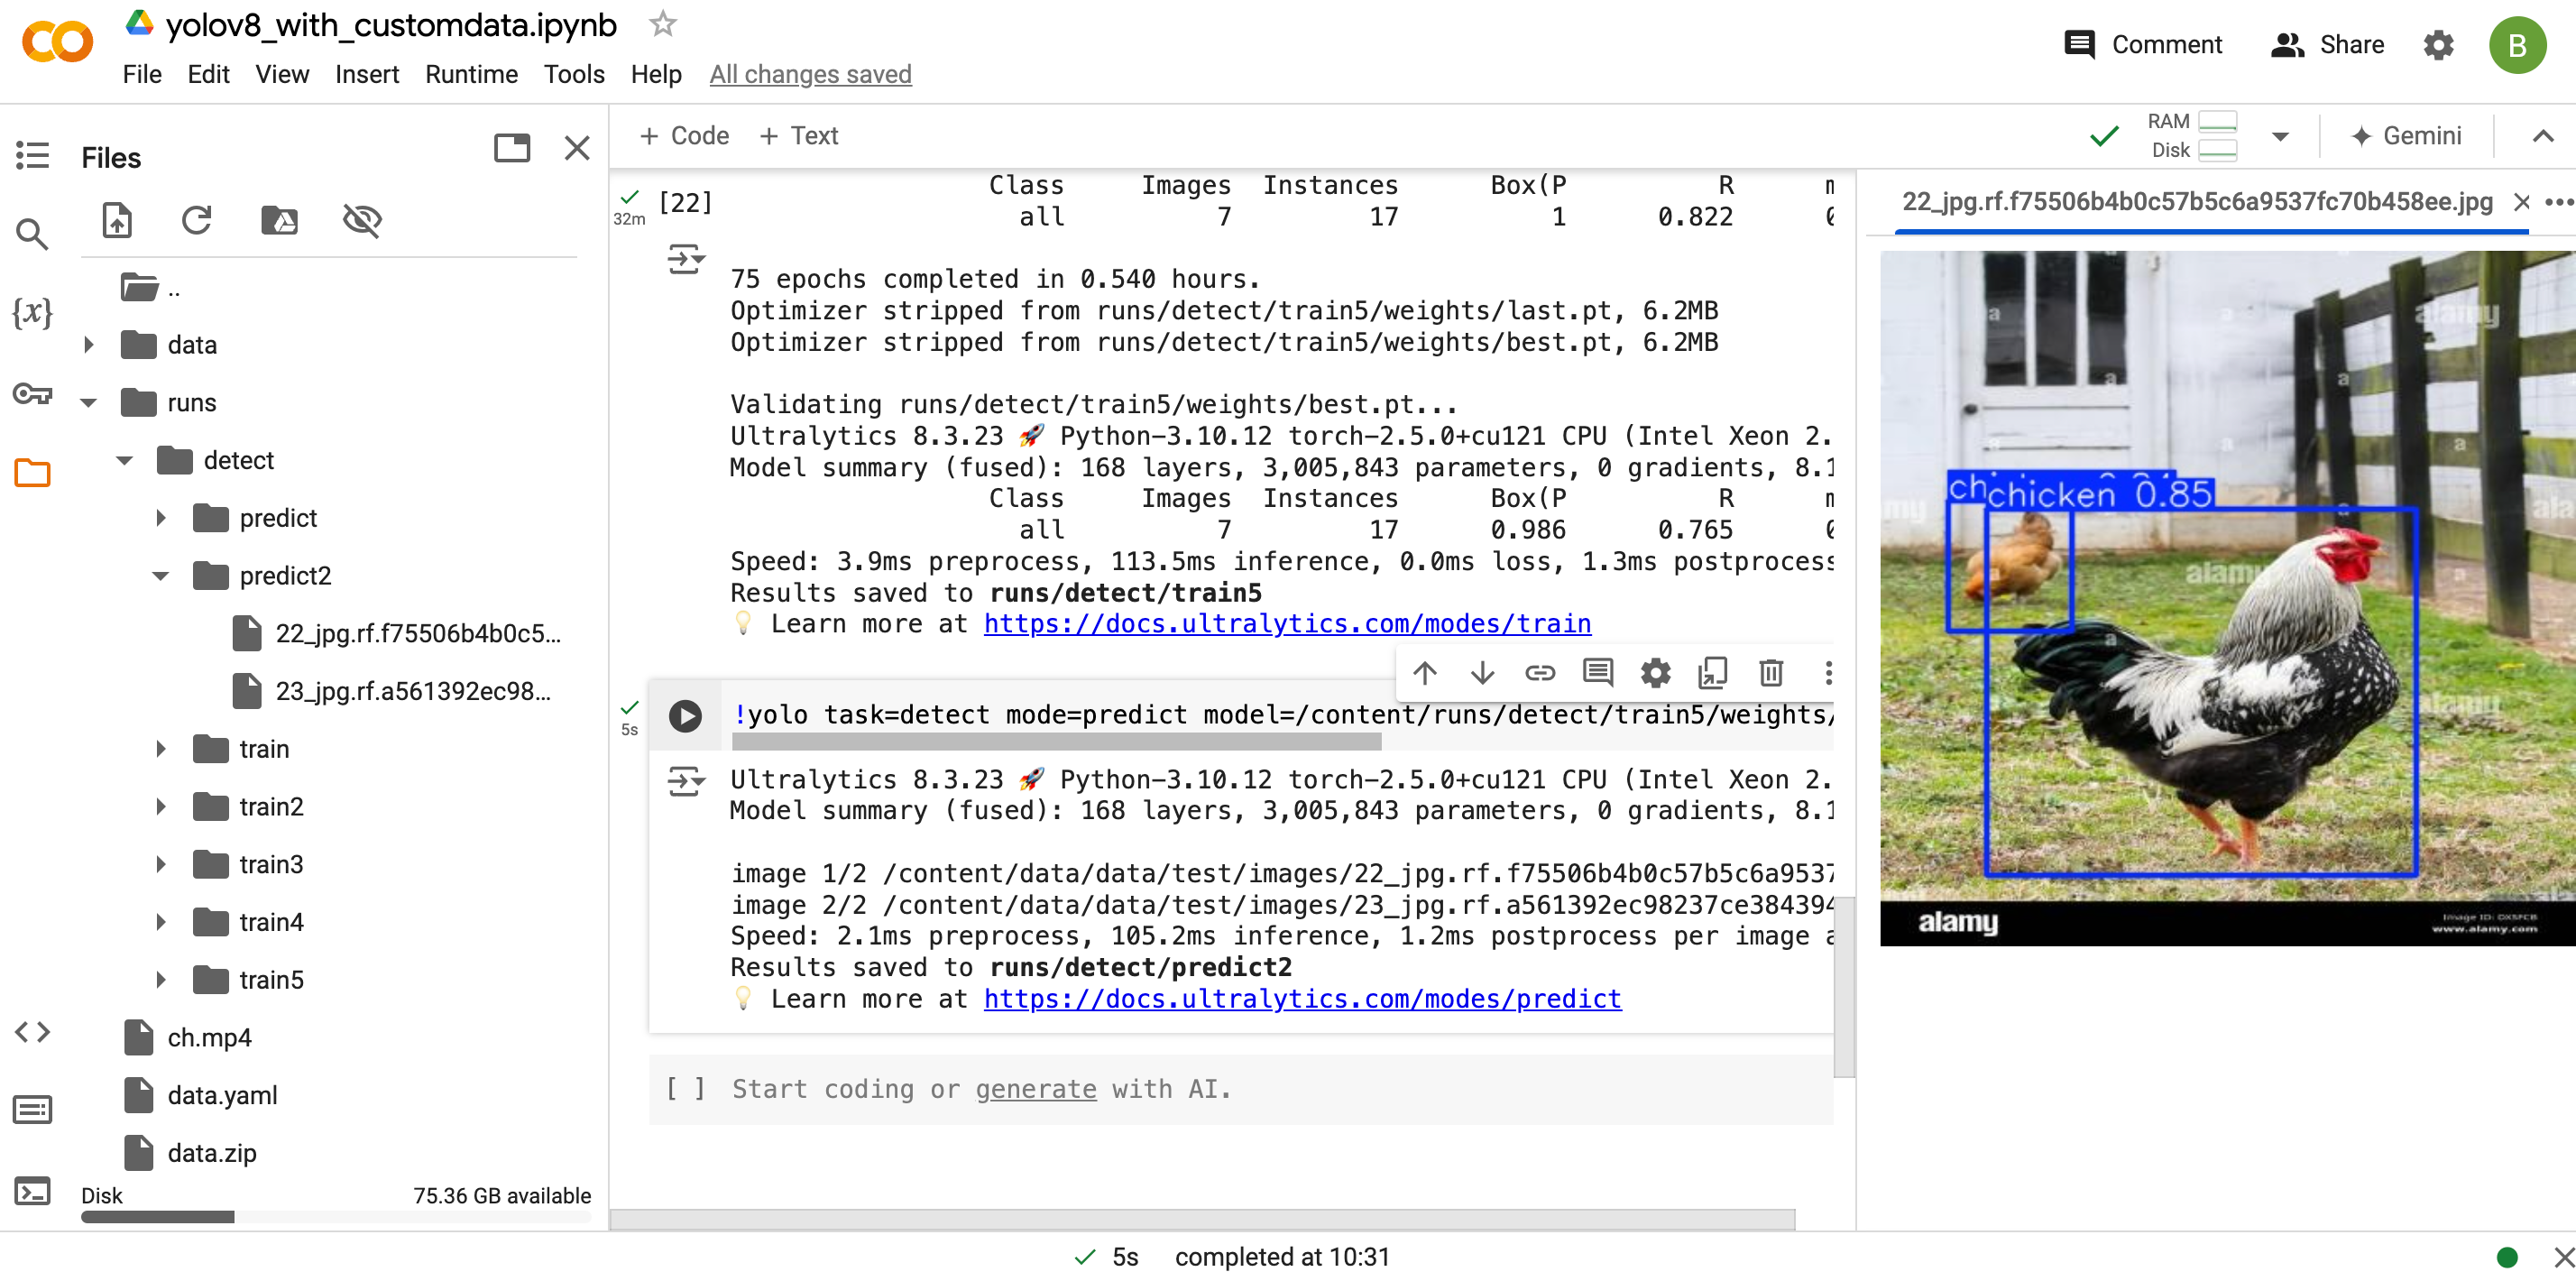 yolov8_with_customdata.ipynb
File Edit View Insert Runtime Tools Help All changes saved
Comment Share B
Files
+ Code + Text
RAM
Disk
Gemini
..
data
runs
detect
predict
predict2
22_jpg.rf.f75506b4b0c5...
23_jpg.rf.a561392ec98...
train
train2
train3
train4
train5
ch.mp4
data.yaml
data.zip
Disk 75.36 GB available
32m
[22]
Class Images Instances Box(P R
all 7 17 1 0.822
75 epochs completed in 0.540 hours.
Optimizer stripped from runs/detect/train5/weights/last.pt, 6.2MB
Optimizer stripped from runs/detect/train5/weights/best.pt, 6.2MB
Validating runs/detect/train5/weights/best.pt...
Ultralytics 8.3.23 🚀 Python-3.10.12 torch-2.5.0+cu121 CPU (Intel Xeon 2.
Model summary (fused): 168 layers, 3,005,843 parameters, 0 gradients, 8.1
Class Images Instances Box(P R
all 7 17 0.986 0.765
Speed: 3.9ms preprocess, 113.5ms inference, 0.0ms loss, 1.3ms postprocess
Results saved to runs/detect/train5
💡 Learn more at https://docs.ultralytics.com/modes/train
5s
!yolo task=detect mode=predict model=/content/runs/detect/train5/weights/
Ultralytics 8.3.23 🚀 Python-3.10.12 torch-2.5.0+cu121 CPU (Intel Xeon 2.
Model summary (fused): 168 layers, 3,005,843 parameters, 0 gradients, 8.1
image 1/2 /content/data/data/test/images/22_jpg.rf.f75506b4b0c57b5c6a9537
image 2/2 /content/data/data/test/images/23_jpg.rf.a561392ec98237ce384394
Speed: 2.1ms preprocess, 105.2ms inference, 1.2ms postprocess per image a
Results saved to runs/detect/predict2
💡 Learn more at https://docs.ultralytics.com/modes/predict
[ ] Start coding or generate with AI.
22_jpg.rf.f75506b4b0c57b5c6a9537fc70b458ee.jpg
alamy
ch
chicken 0.85
alamy
alamy
alamy
www.alamy.com
5s completed at 10:31